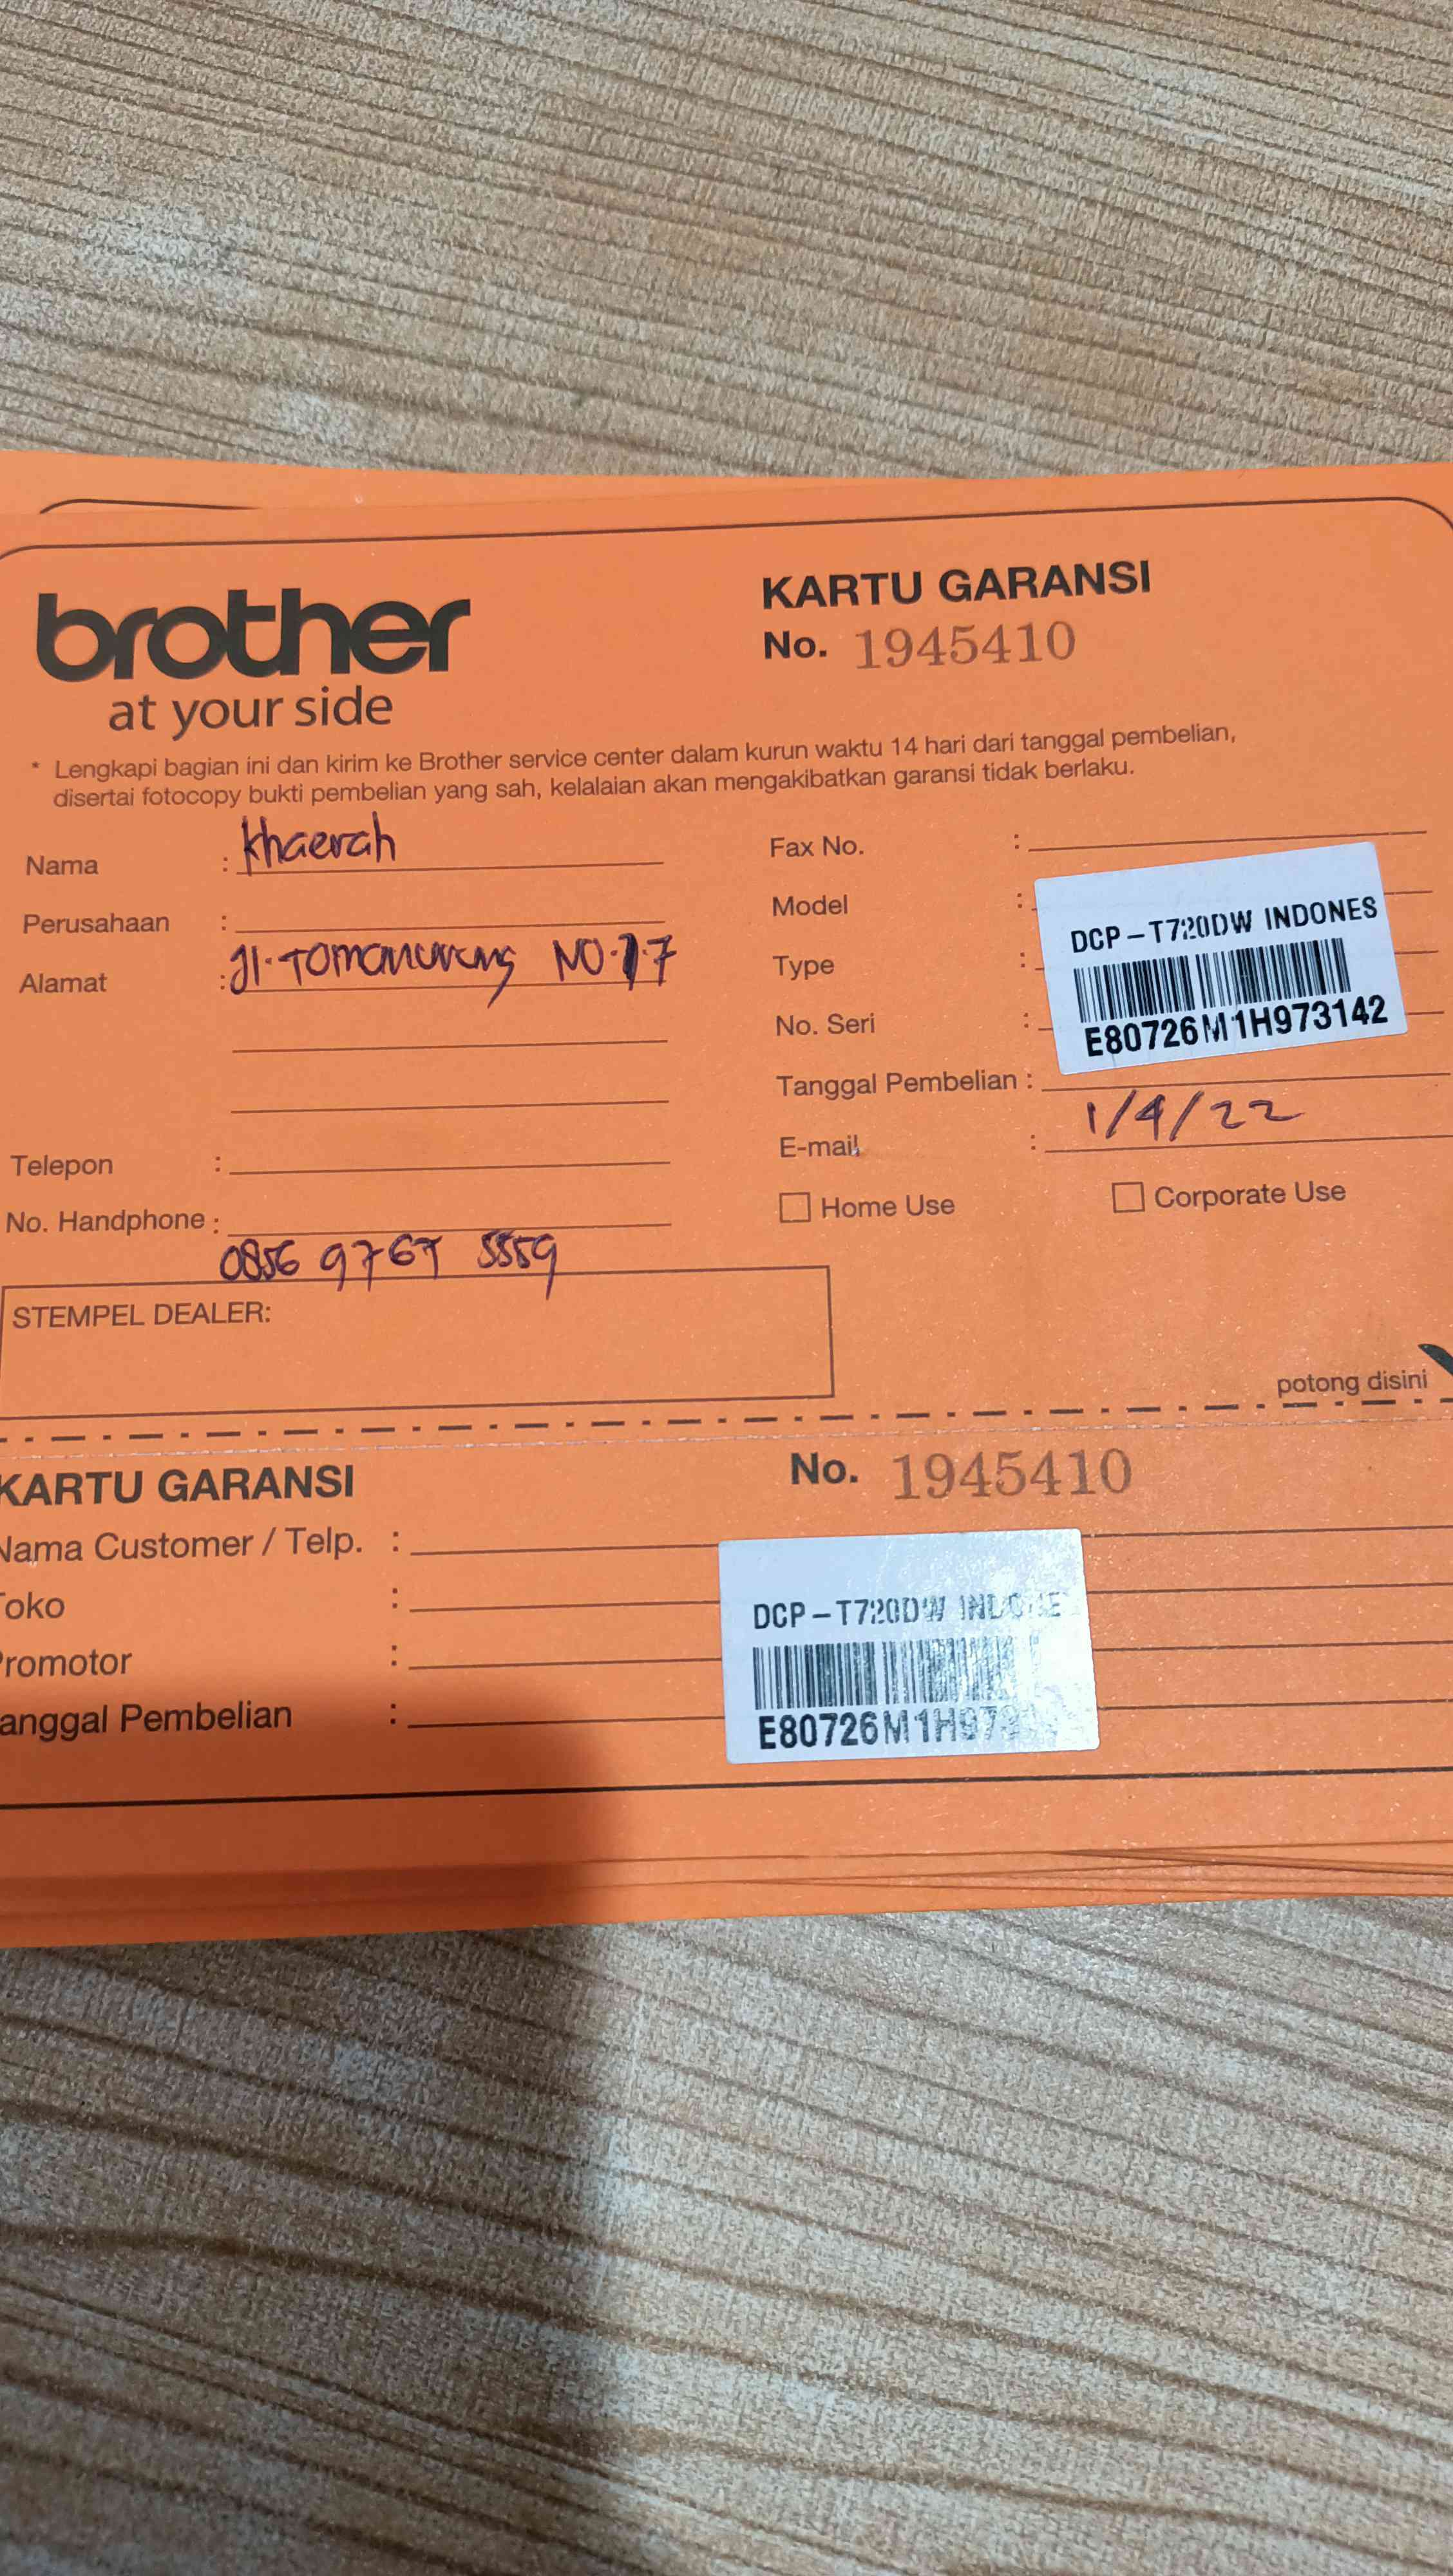 brother
at your side
KARTU GARANSI
No. 1945410
* Lengkapi bagian ini dan kirim ke Brother service center dalam kurun waktu 14 hari dari tanggal pembelian,
disertai fotocopy bukti pembelian yang sah, kelalaian akan mengakibatkan garansi tidak berlaku.
Nama : Khaerah
Perusahaan :
Alamat : Jl. Tomanurung NO. 17
Telepon :
No. Handphone :
0856 9767 5559
Fax No. :
Model :
Type :
No. Seri :
DCP-T720DW INDONES
E80726M1H973142
Tanggal Pembelian :
1/4/22
E-mail :
Home Use
Corporate Use
STEMPEL DEALER:
potong disini
KARTU GARANSI
No. 1945410
Nama Customer / Telp. :
Toko :
Promotor :
anggal Pembelian :
DCP-T720DW
E80726M1H973